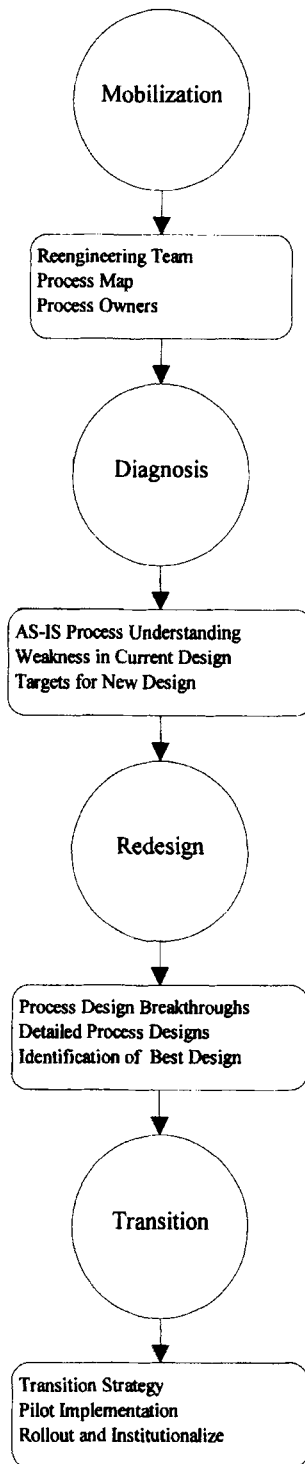 Mobilization
Reengineering Team
Process Map
Process Owners
Diagnosis
AS-IS Process Understanding
Weakness in Current Design
Targets for New Design
Redesign
Process Design Breakthroughs
Detailed Process Designs
Identification of Best Design
Transition
Transition Strategy
Pilot Implementation
Rollout and Institutionalize